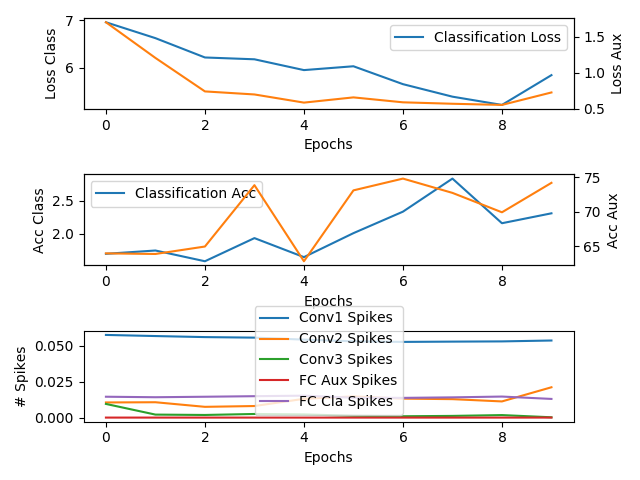 7
6
Loss Class
Classification Loss
1.5
1.0
0.5
Loss Aux
0 2 4 6 8
Epochs
2.5
2.0
Acc Class
Classification Acc
75
70
65
Acc Aux
0 2 4 6 8
Epochs
0.050
0.025
0.000
# Spikes
Conv1 Spikes
Conv2 Spikes
Conv3 Spikes
FC Aux Spikes
FC Cla Spikes
0 2 4 6 8
Epochs